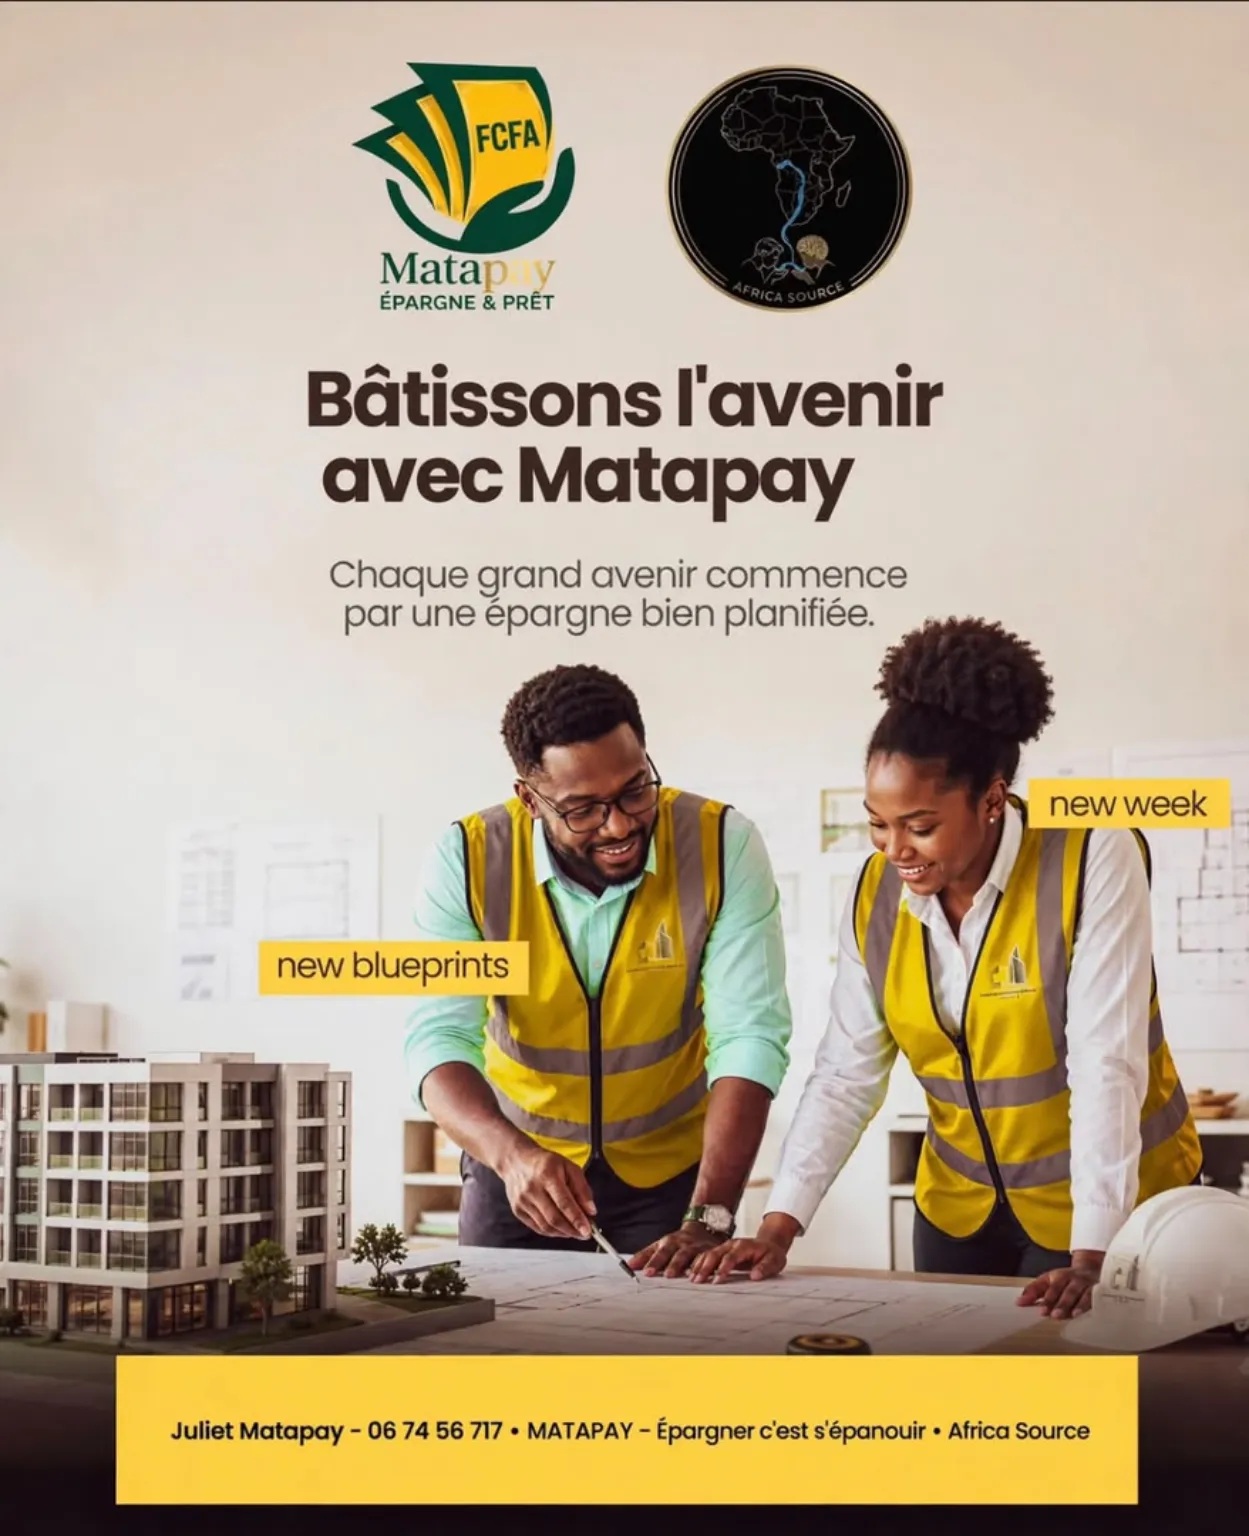 FCFA
Matapay
ÉPARGNE & PRÊT
AFRICA SOURCE
Bâtissons l'avenir
avec Matapay
Chaque grand avenir commence
par une épargne bien planifiée.
new week
new blueprints
Juliet Matapay - 06 74 56 717 • MATAPAY - Épargner c'est s'épanouir • Africa Source